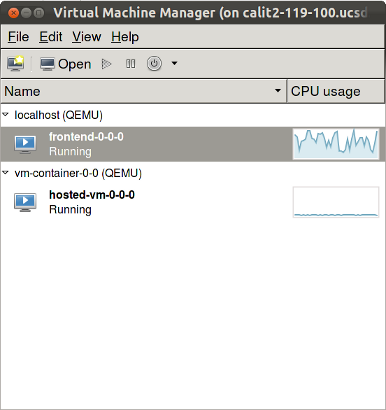 Virtual Machine Manager (on calit2-119-100.ucsd
File Edit View Help
Open
Name CPU usage
localhost (QEMU)
frontend-0-0-0
Running
vm-container-0-0 (QEMU)
hosted-vm-0-0-0
Running